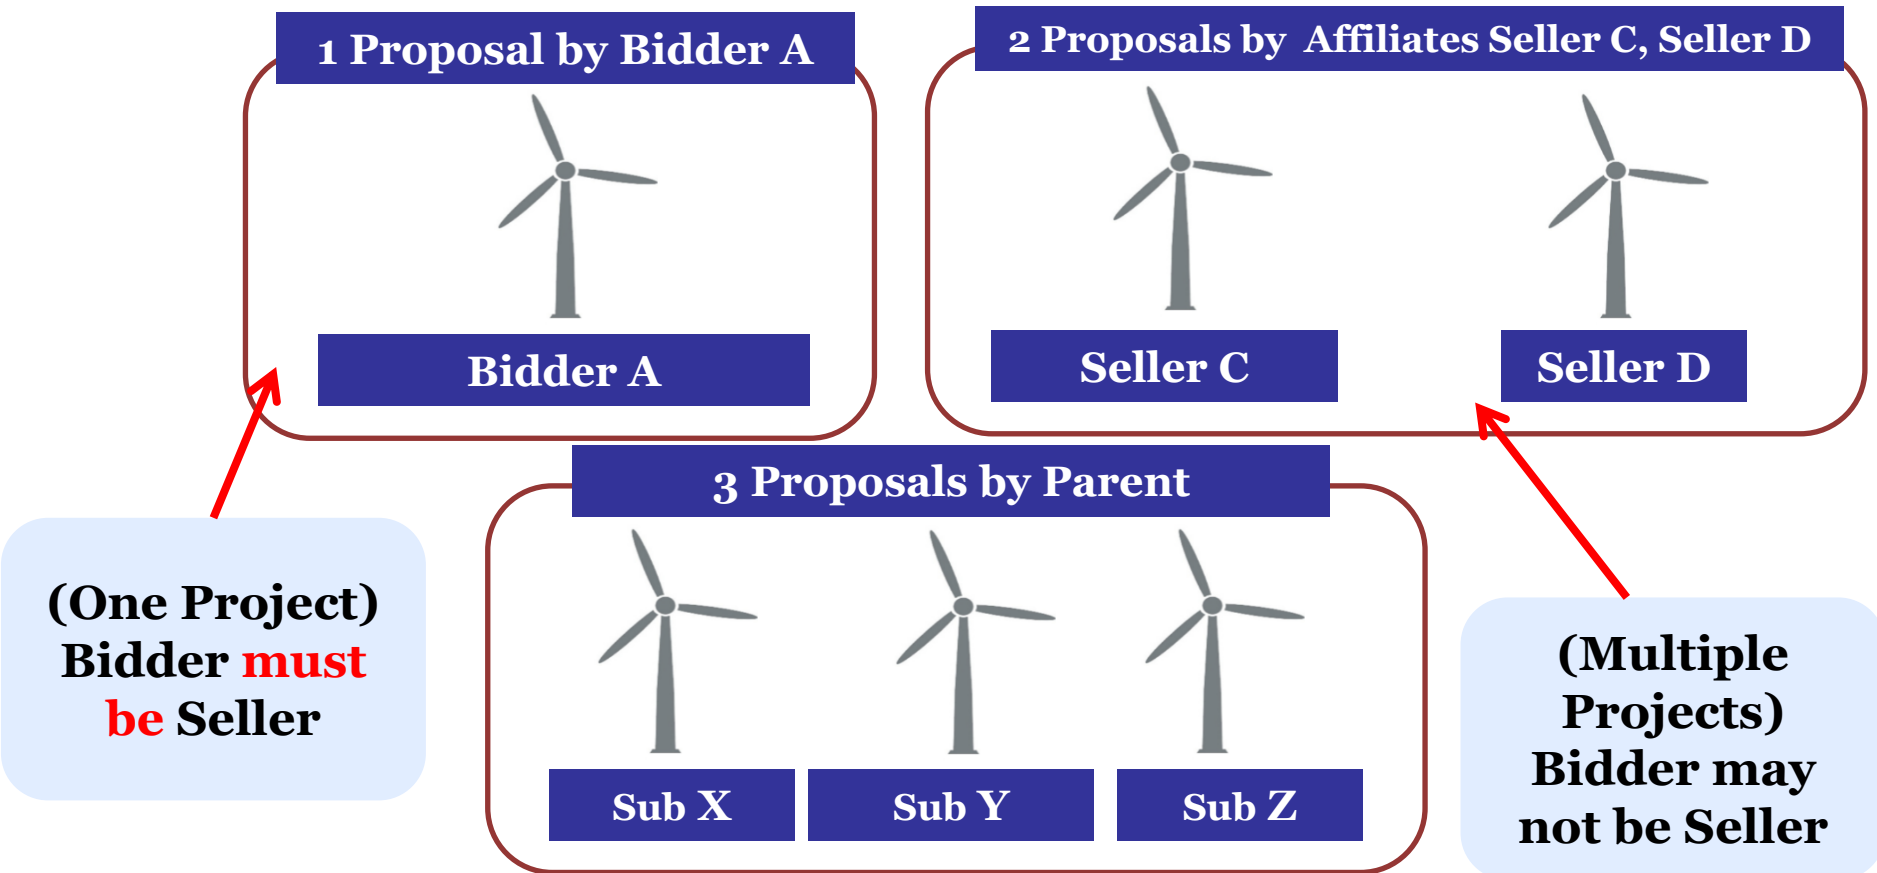 1 Proposal by Bidder A
2 Proposals by Affiliates Seller C, Seller D
Bidder A
Seller C
Seller D
3 Proposals by Parent
(One Project)
Bidder must
be Seller
(Multiple
Projects)
Bidder may
not be Seller
Sub X
Sub Y
Sub Z